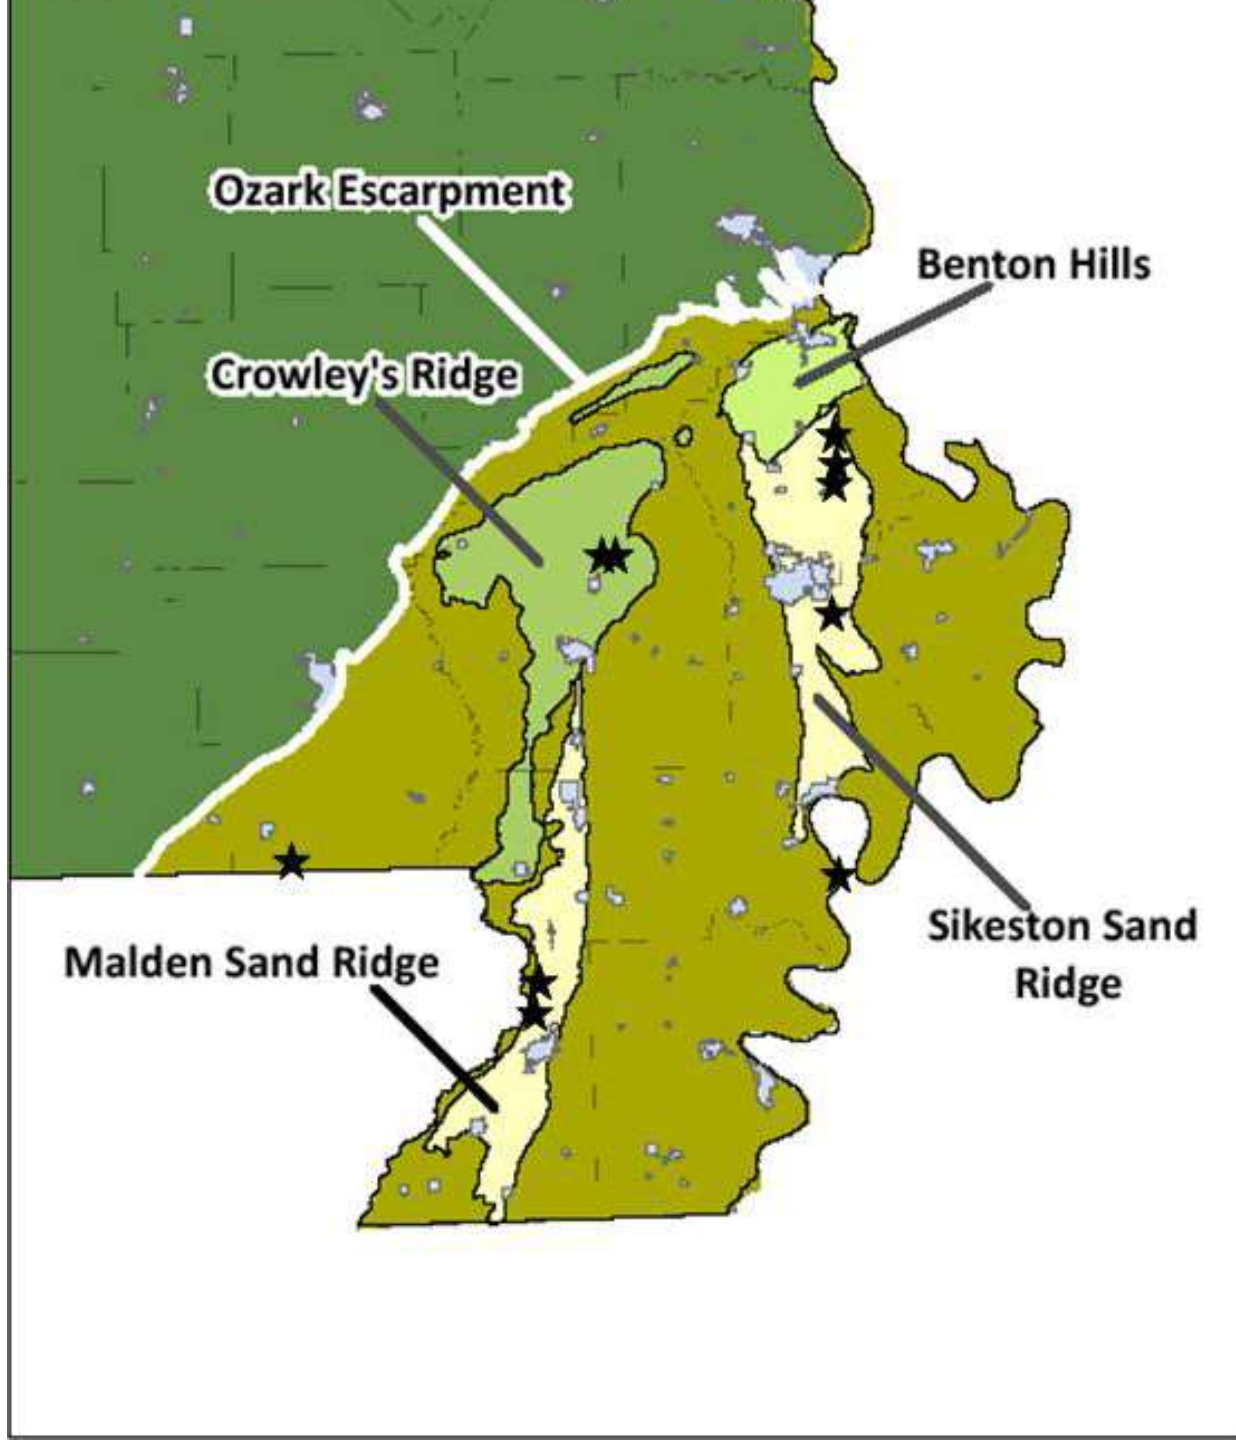 Ozark Escarpment
Benton Hills
Crowley's Ridge
Sikeston Sand
Ridge
Malden Sand Ridge